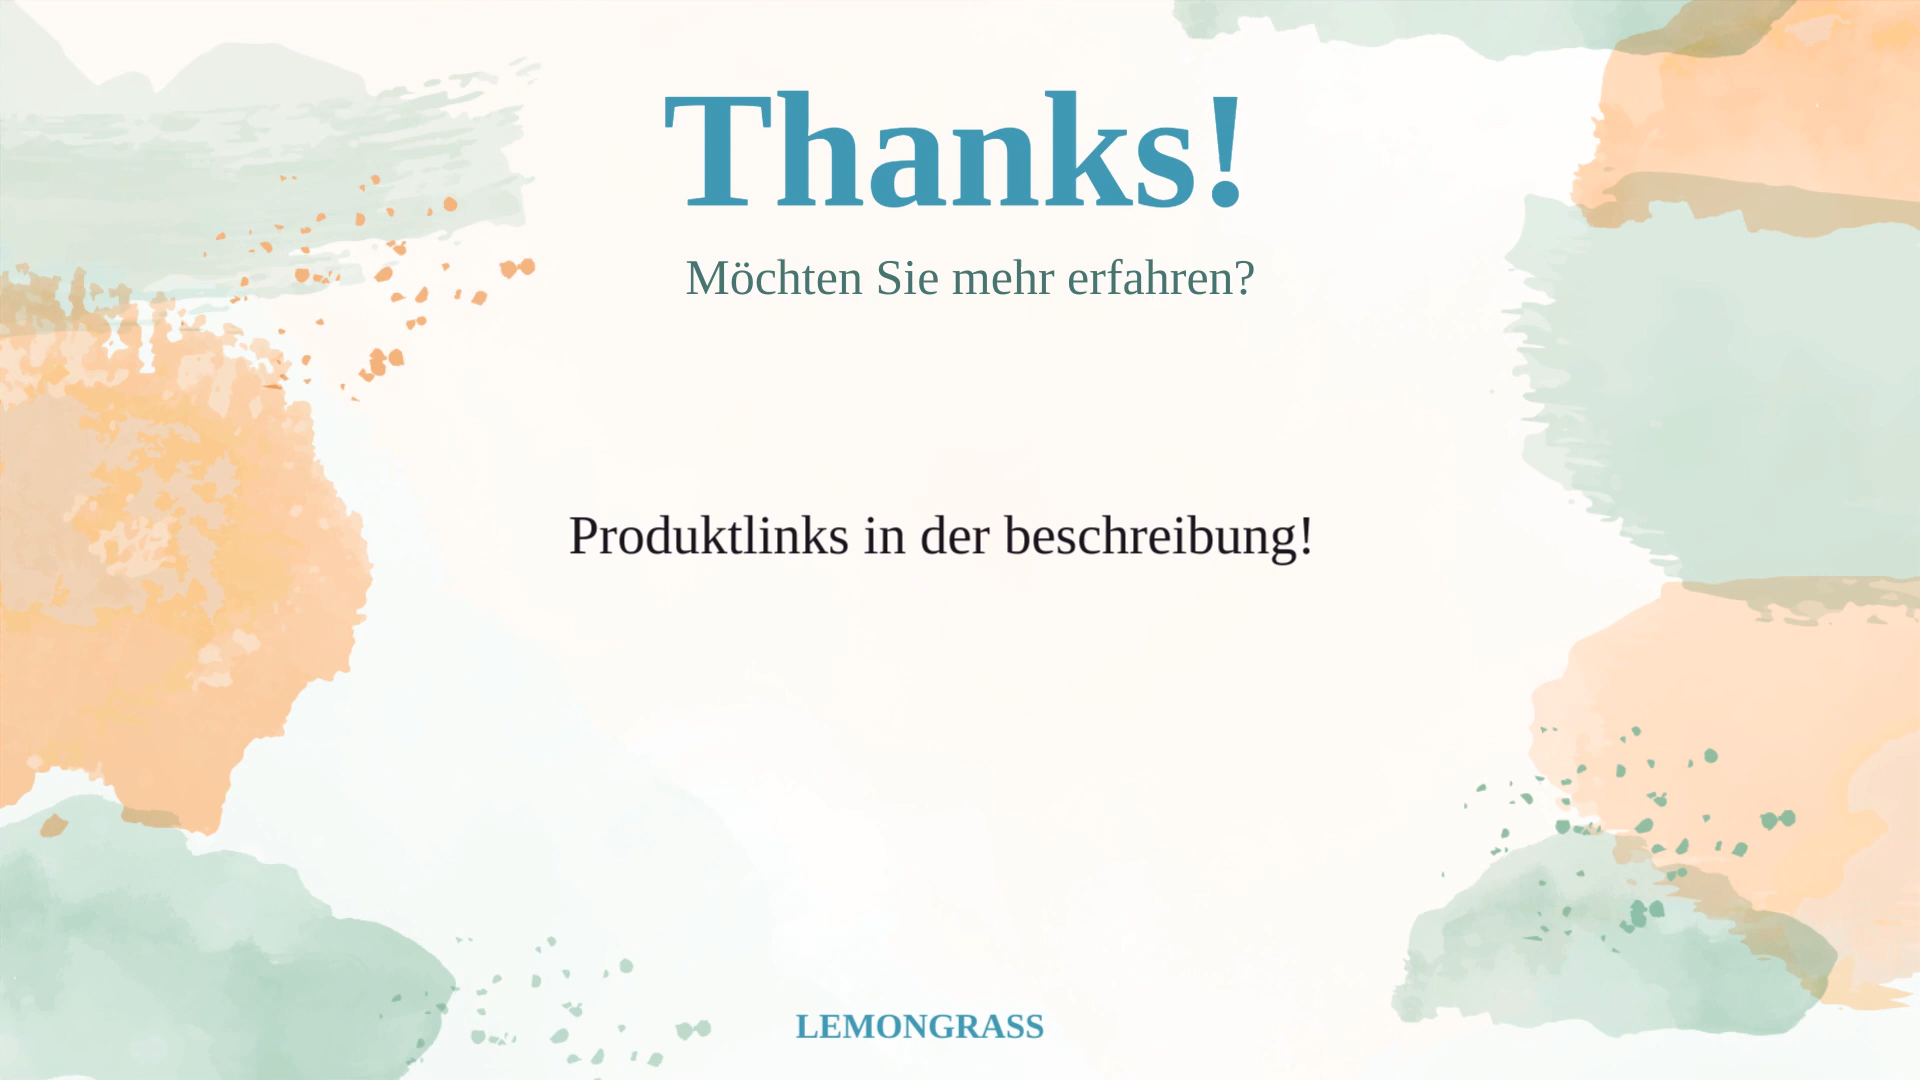 Thanks!
Möchten Sie mehr erfahren?
Produktlinks in der beschreibung!
LEMONGRASS